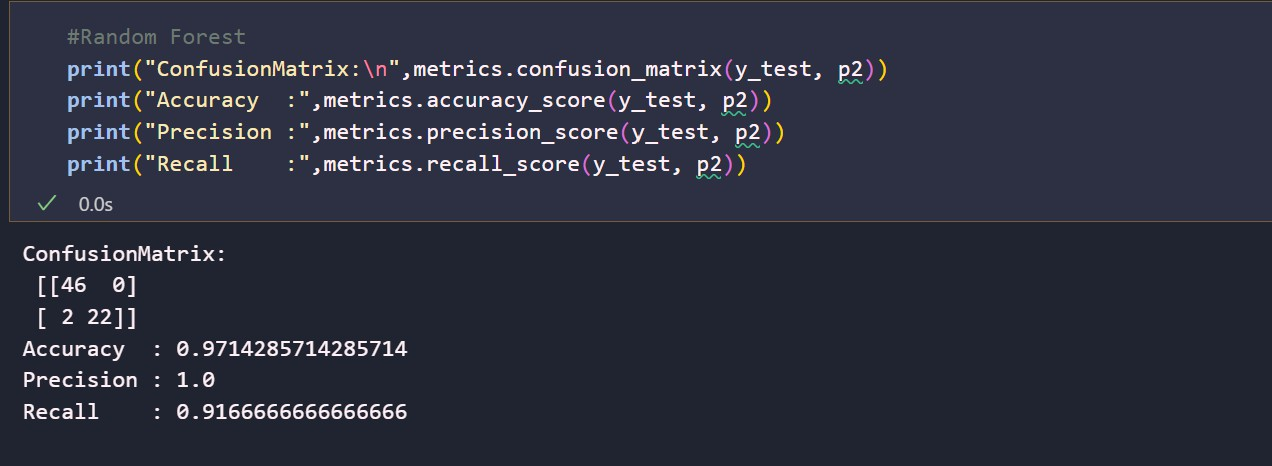 #Random Forest
print("ConfusionMatrix:\n",metrics.confusion_matrix(y_test, p2))
print("Accuracy  :",metrics.accuracy_score(y_test, p2))
print("Precision :",metrics.precision_score(y_test, p2))
print("Recall    :",metrics.recall_score(y_test, p2))
0.0s
ConfusionMatrix:
 [[46  0]
 [ 2 22]]
Accuracy  : 0.9714285714285714
Precision : 1.0
Recall    : 0.9166666666666666